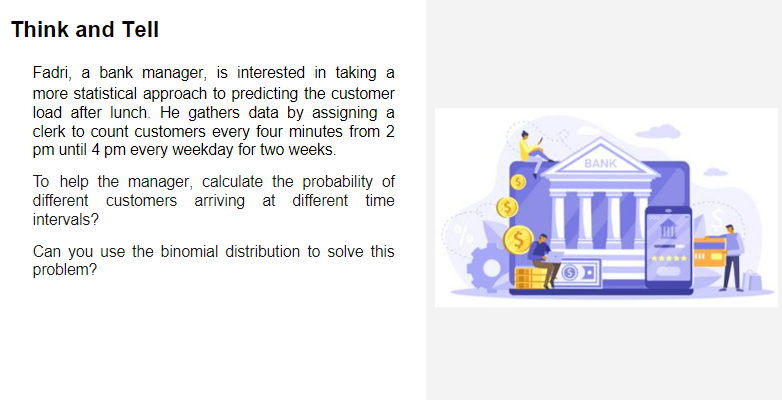 Think and Tell
Fadri, a bank manager, is interested in taking a
more statistical approach to predicting the customer
load after lunch. He gathers data by assigning a
clerk to count customers every four minutes from 2
pm until 4 pm every weekday for two weeks.
To help the manager, calculate the probability of
different customers arriving at different time
intervals?
Can you use the binomial distribution to solve this
problem?
BANK
$
$
$
$
$
%